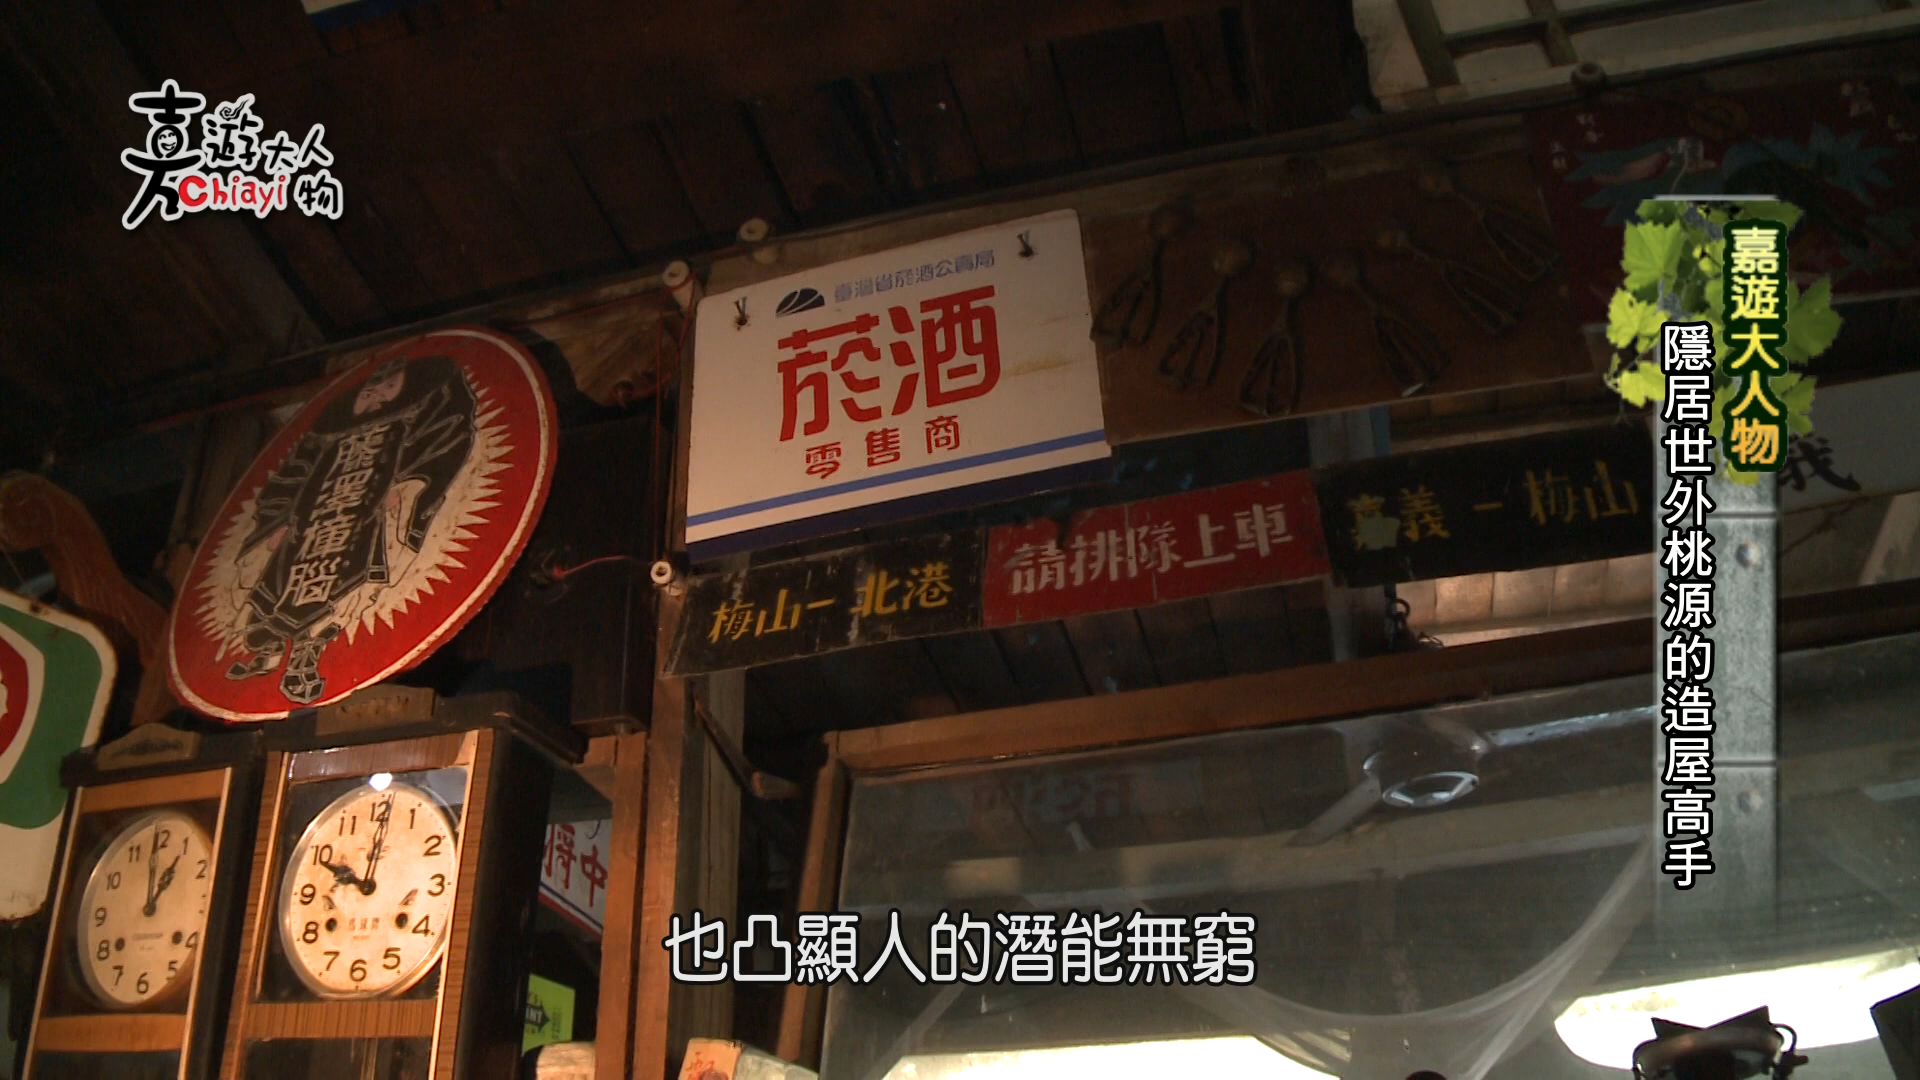 嘉遊大人物
Chiayi
臺灣省菸酒公賣局
菸酒
零售商
藤澤樟腦
梅山－北港
請排隊上車
嘉義－梅山
嘉遊大人物
隱居世外桃源的造屋高手
也凸顯人的潛能無窮